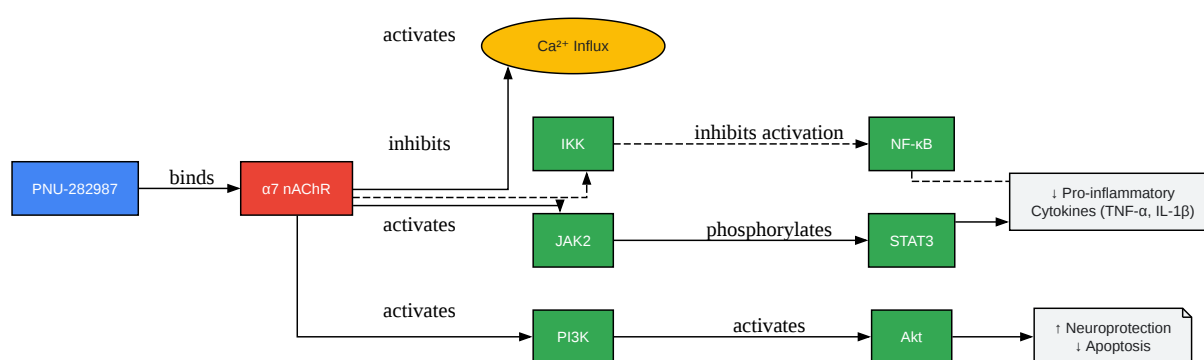 activates
Ca²⁺ Influx
inhibits
IKK
inhibits activation
NF-κB
PNU-282987
binds
α7 nAChR
↓ Pro-inflammatory
Cytokines (TNF-α, IL-1β)
activates
JAK2
phosphorylates
STAT3
activates
PI3K
activates
Akt
↑ Neuroprotection
↓ Apoptosis